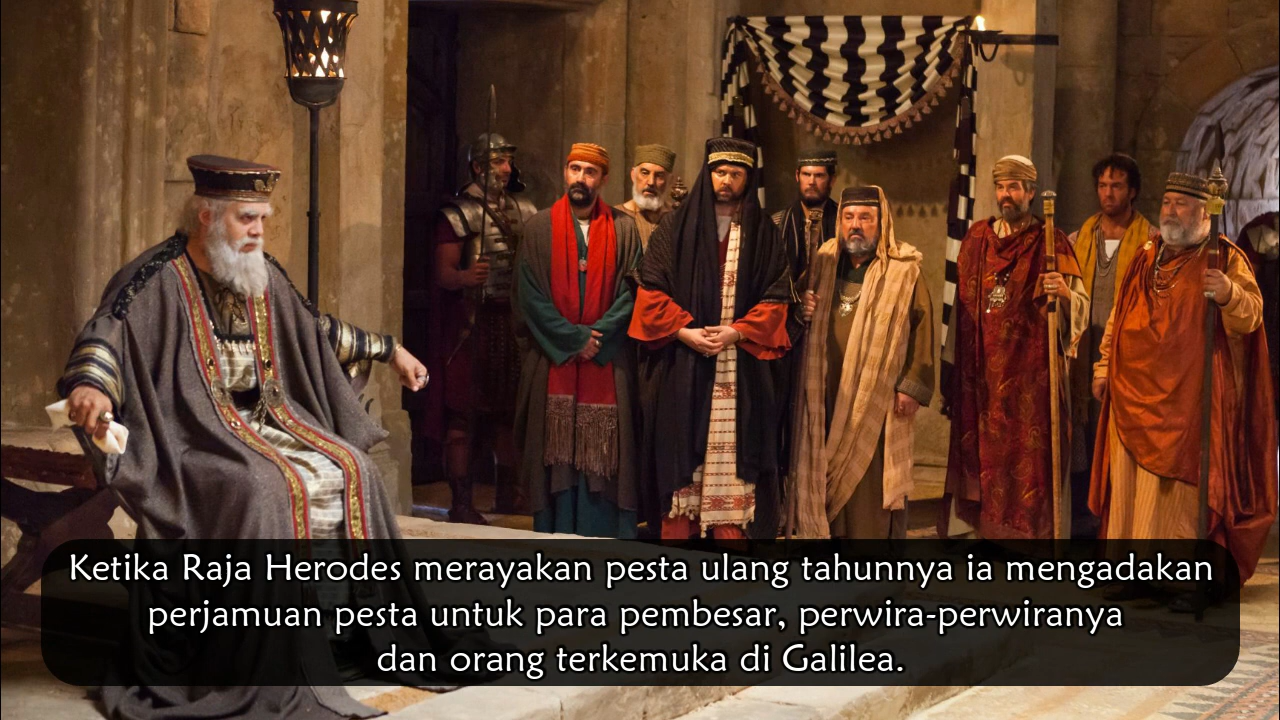 Ketika Raja Herodes merayakan pesta ulang tahunnya ia mengadakan
perjamuan pesta untuk para pembesar, perwira-perwiranya
dan orang terkemuka di Galilea.